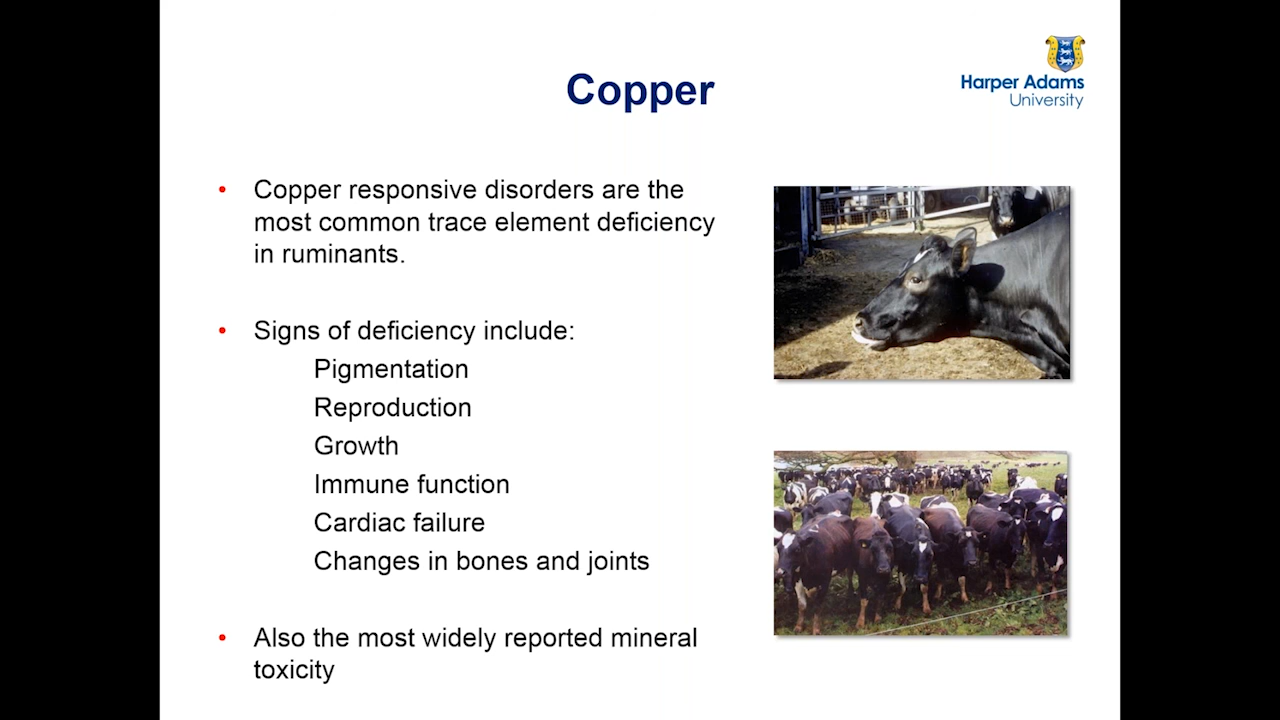 Harper Adams
University
Copper
• Copper responsive disorders are the
most common trace element deficiency
in ruminants.
• Signs of deficiency include:
Pigmentation
Reproduction
Growth
Immune function
Cardiac failure
Changes in bones and joints
• Also the most widely reported mineral
toxicity